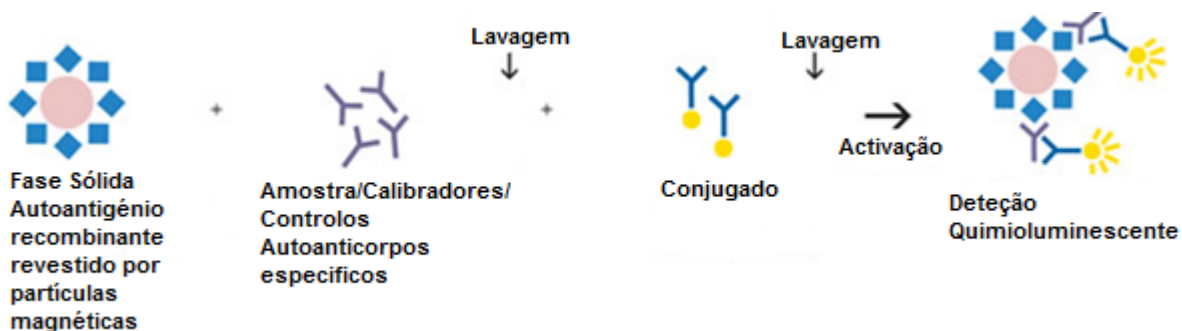 Lavagem
Lavagem
+
+
Activação
Fase Sólida
Autoantigénio
recombinante
revestido por
partículas
magnéticas
Amostra/Calibradores/
Controlos
Autoanticorpos
especificos
Conjugado
Deteção
Quimioluminescente